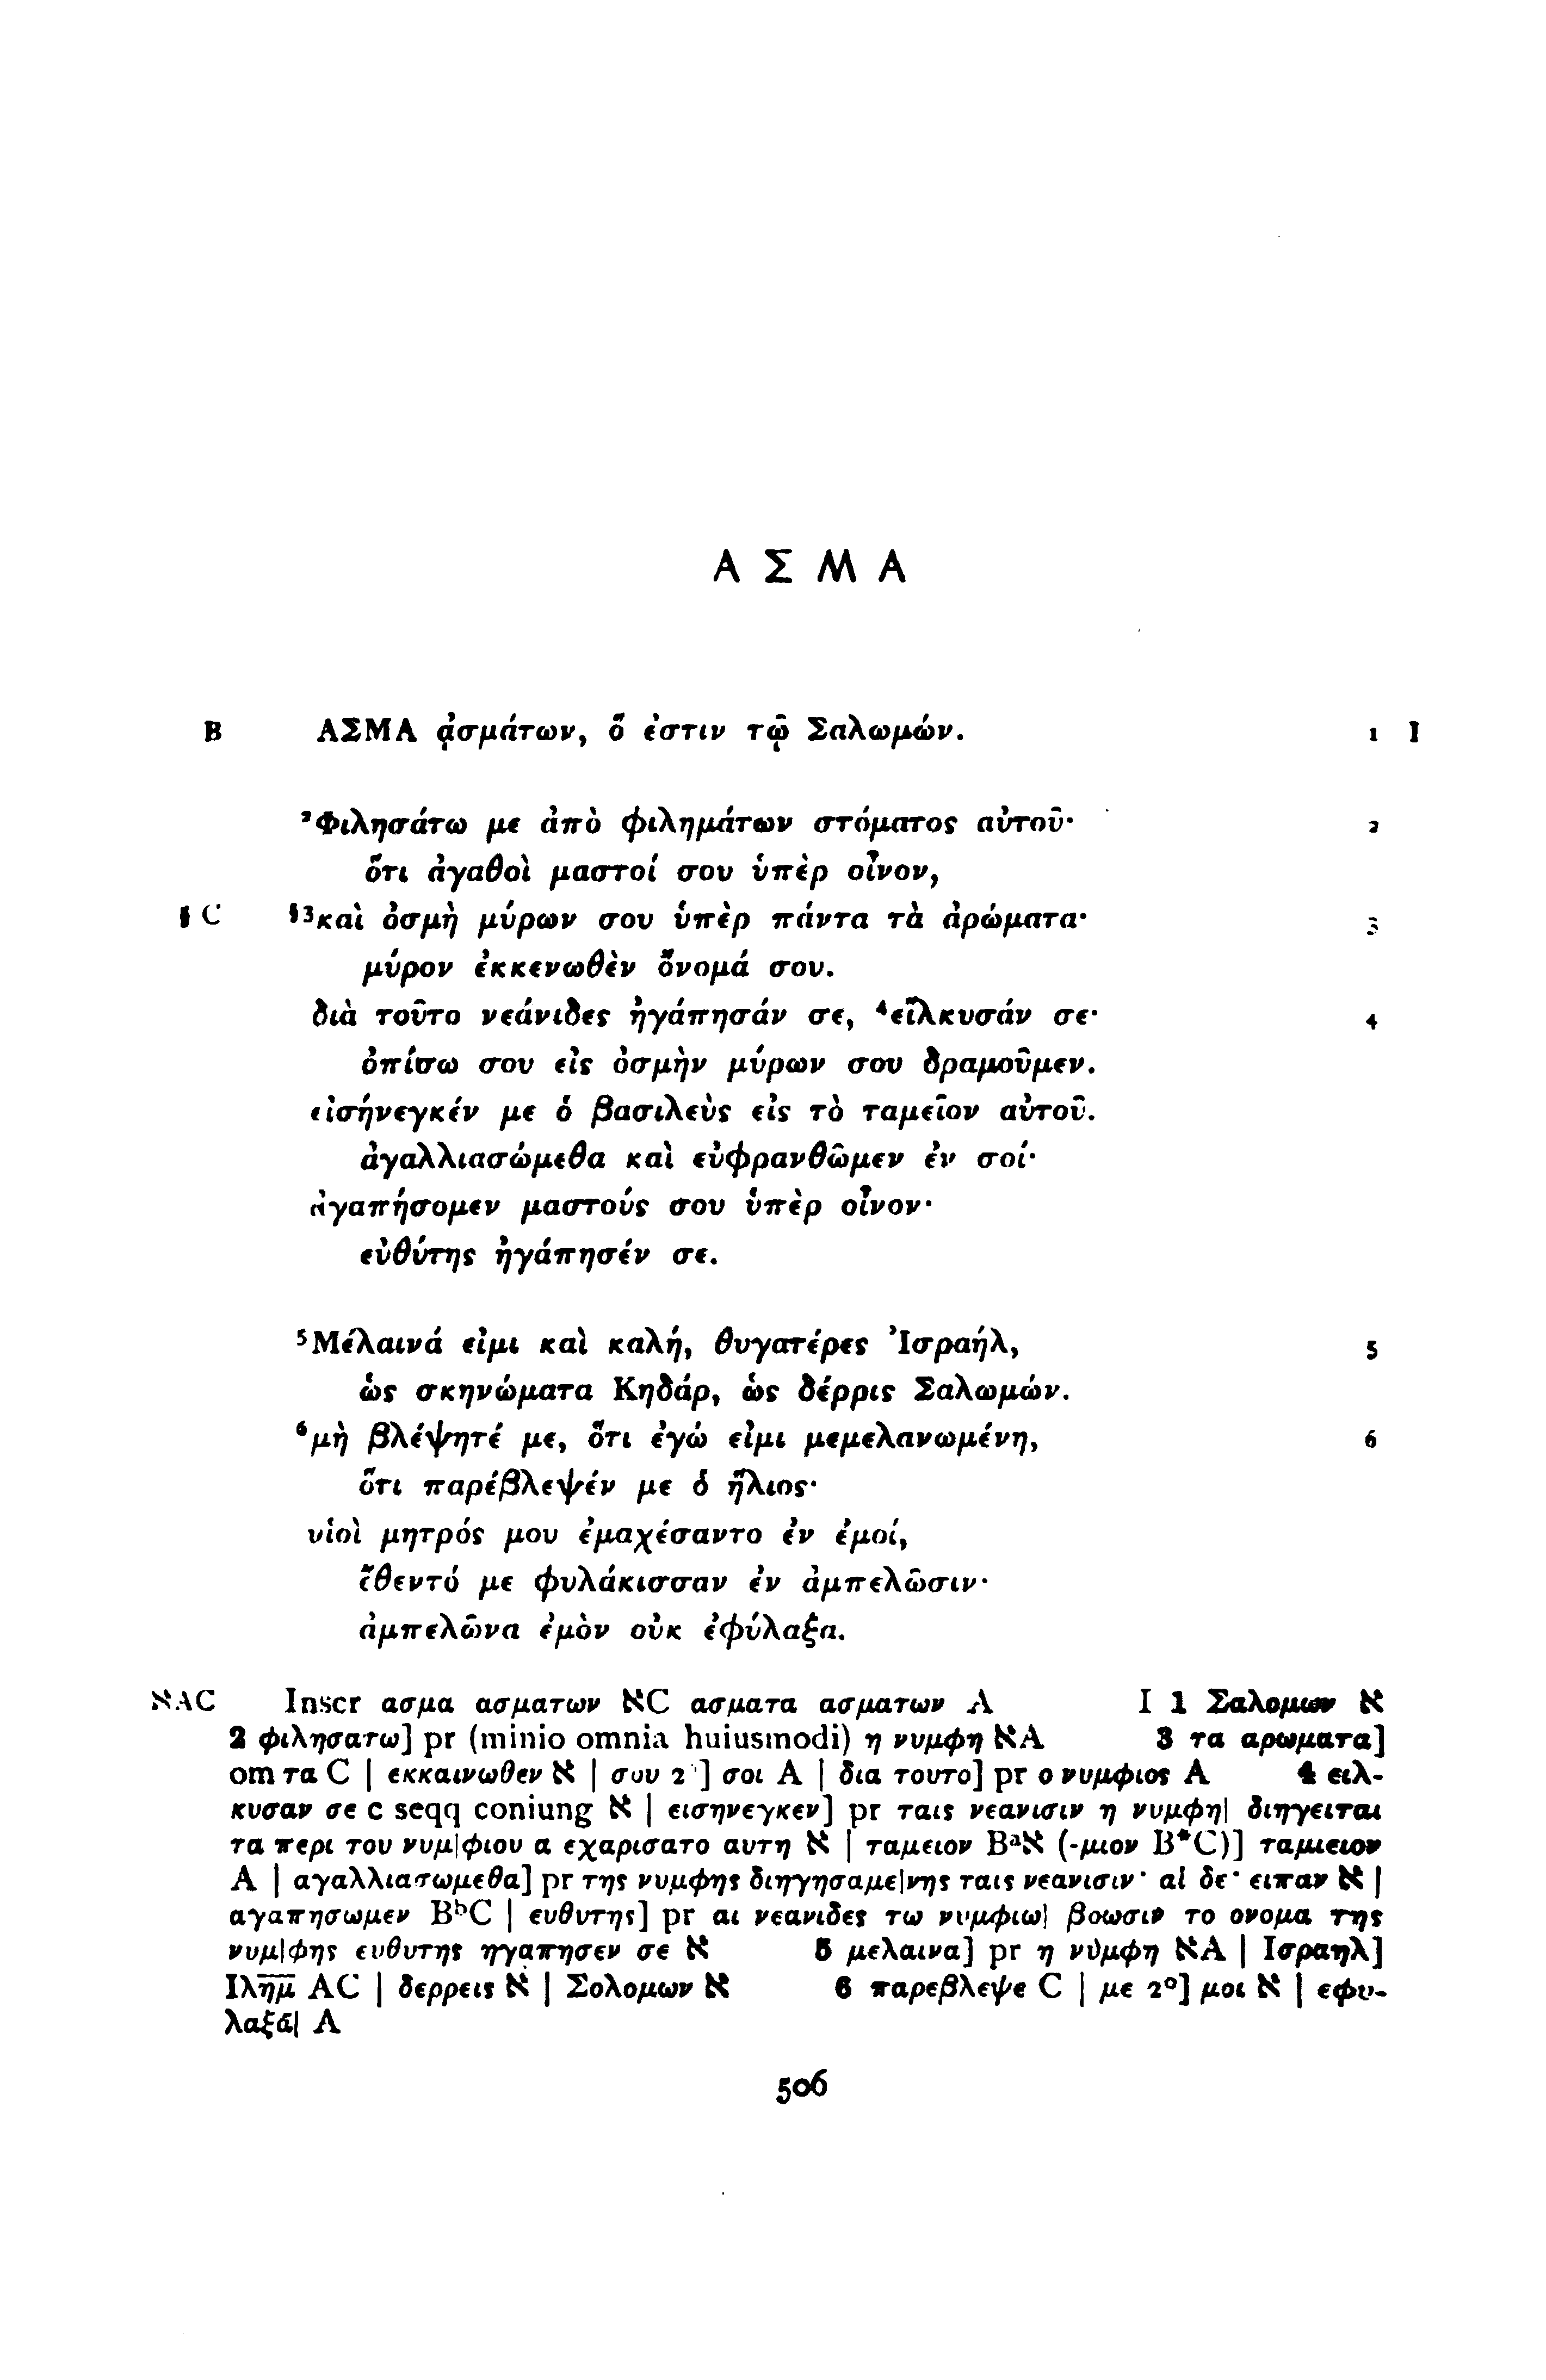 ΑΣΜΑ
B ΑΣΜΑ ᾀσμάτων, ὅ ἐστιν τῷ Σαλωμών. 1 I
²Φιλησάτω με ἀπὸ φιλημάτων στόματος αὐτοῦ· 2
ὅτι ἀγαθοὶ μαστοί σου ὑπὲρ οἶνον,
§ C §³καὶ ὀσμὴ μύρων σου ὑπὲρ πάντα τὰ ἀρώματα· 3
μύρον ἐκκενωθὲν ὄνομά σου.
διὰ τοῦτο νεάνιδες ἠγάπησάν σε, ⁴εἵλκυσάν σε· 4
ὀπίσω σου εἰς ὀσμὴν μύρων σου δραμοῦμεν.
εἰσήνεγκέν με ὁ βασιλεὺς εἰς τὸ ταμεῖον αὐτοῦ.
ἀγαλλιασώμεθα καὶ εὐφρανθῶμεν ἐν σοί·
ἀγαπήσομεν μαστούς σου ὑπὲρ οἶνον·
εὐθύτης ἠγάπησέν σε.
⁵Μέλαινά εἰμι καὶ καλή, θυγατέρες Ἰσραήλ, 5
ὡς σκηνώματα Κηδάρ, ὡς δέρρις Σαλωμών.
⁶μὴ βλέψητέ με, ὅτι ἐγώ εἰμι μεμελανωμένη, 6
ὅτι παρέβλεψέν με ὁ ἥλιος·
υἱοὶ μητρός μου ἐμαχέσαντο ἐν ἐμοί,
ἔθεντό με φυλάκισσαν ἐν ἀμπελῶσιν·
ἀμπελῶνα ἐμὸν οὐκ ἐφύλαξα.
אAC Inscr ασμα ασματων אC ασματα ασματων A I 1 Σαλομων א
2 φιλησατω] pr (minio omnia huiusmodi) η νυμφη אA 3 τα αρωματα]
om τα C | εκκαινωθεν א | σου 2°] σοι A | δια τουτο] pr ο νυμφιος A 4 ειλ-
κυσαν σε c seqq coniung א | εισηνεγκεν] pr ταις νεανισιν η νυμφη| διηγειται
τα περι του νυμ|φιου α εχαρισατο αυτη א | ταμειον Bᵃא (-μιον B*C)] ταμιειον
A | αγαλλιασωμεθα] pr της νυμφης διηγησαμε|νης ταις νεανισιν· αἱ δε· ειπαν א |
αγαπησωμεν BᵇC | ευθυτης] pr αι νεανιδες τω νυμφιω| βοωσιν το ονομα της
νυμ|φης ευθυτης ηγαπησεν σε א 5 μελαινα] pr η νυμφη אA | Ισραηλ]
Ιλη̅μ̅ AC | δερρεις א | Σολομων א 6 παρεβλεψε C | με 2°] μοι א | εφυ-
λαξα̅| A
506